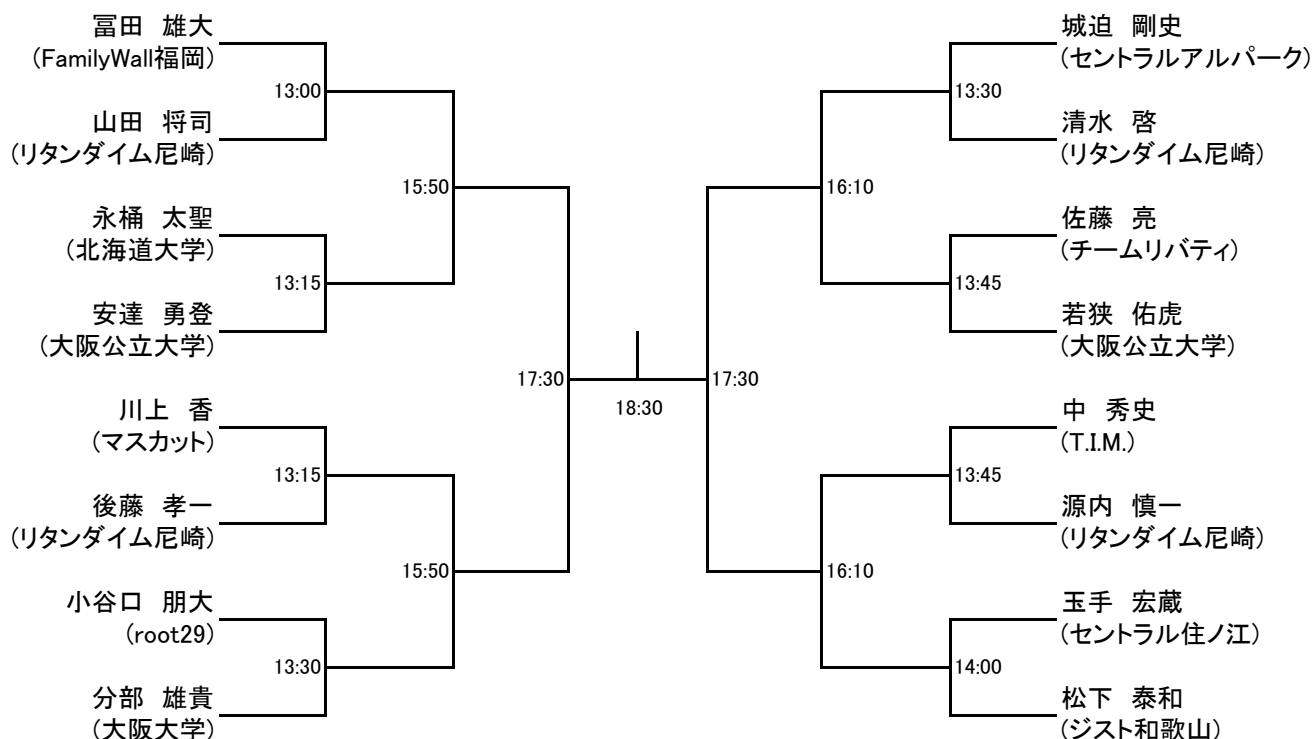 冨田　雄大
(FamilyWall福岡)
13:00
山田　将司
(リタンダイム尼崎)
15:50
永桶　太聖
(北海道大学)
13:15
安達　勇登
(大阪公立大学)
17:30
川上　香
(マスカット)
13:15
後藤　孝一
(リタンダイム尼崎)
15:50
小谷口　朋大
(root29)
13:30
分部　雄貴
(大阪大学)
18:30
城迫　剛史
(セントラルアルパーク)
13:30
清水　啓
(リタンダイム尼崎)
16:10
佐藤　亮
(チームリバティ)
13:45
若狭　佑虎
(大阪公立大学)
17:30
中　秀史
(T.I.M.)
13:45
源内　慎一
(リタンダイム尼崎)
16:10
玉手　宏蔵
(セントラル住ノ江)
14:00
松下　泰和
(ジスト和歌山)